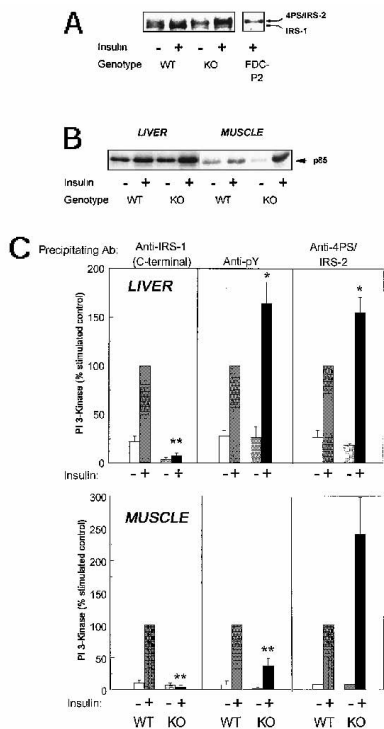 A
4PS/IRS-2
IRS-1
Insulin - + - + +
Genotype WT KO FDC-
P2
B
LIVER MUSCLE
p85
Insulin - + - + - + - +
Genotype WT KO WT KO
C
Precipitating Ab: Anti-IRS-1 (C-terminal) Anti-pY Anti-4PS/ IRS-2
PI 3-Kinase (% stimulated control)
200
150
100
50
25
0
LIVER
**
*
*
Insulin: - + - + - + - + - + - +
PI 3-Kinase (% stimulated control)
300
250
200
150
100
50
0
MUSCLE
**
**
Insulin: - + - + - + - + - + - +
WT KO WT KO WT KO